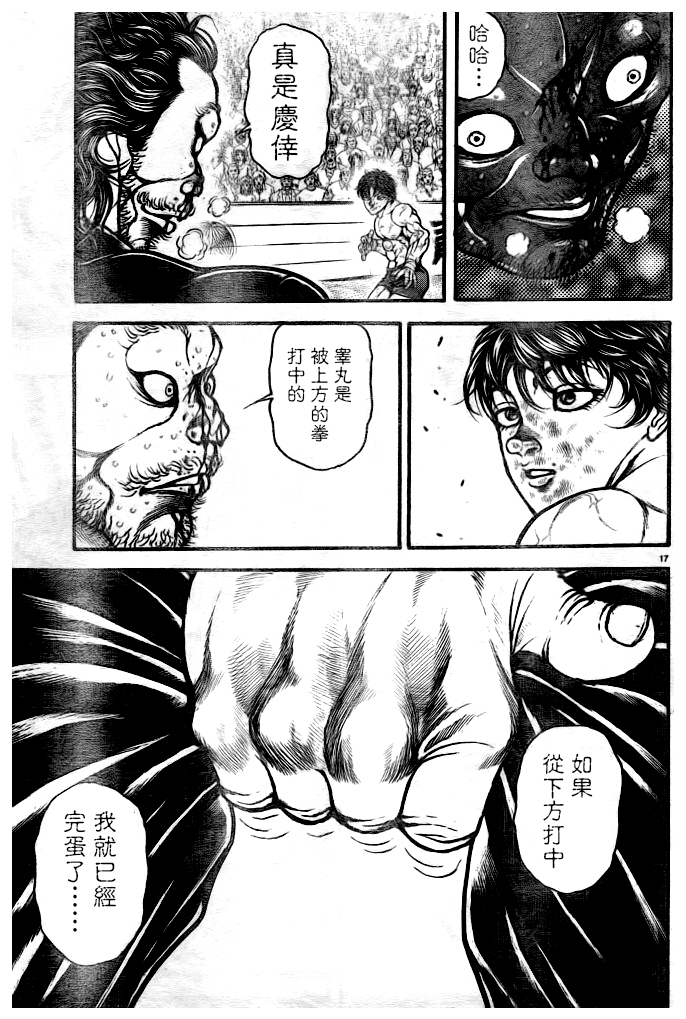 哈哈…
真是慶倖
睾丸是
被上方的拳
打中的
17
如果
從下方打中
我就已經
完蛋了……